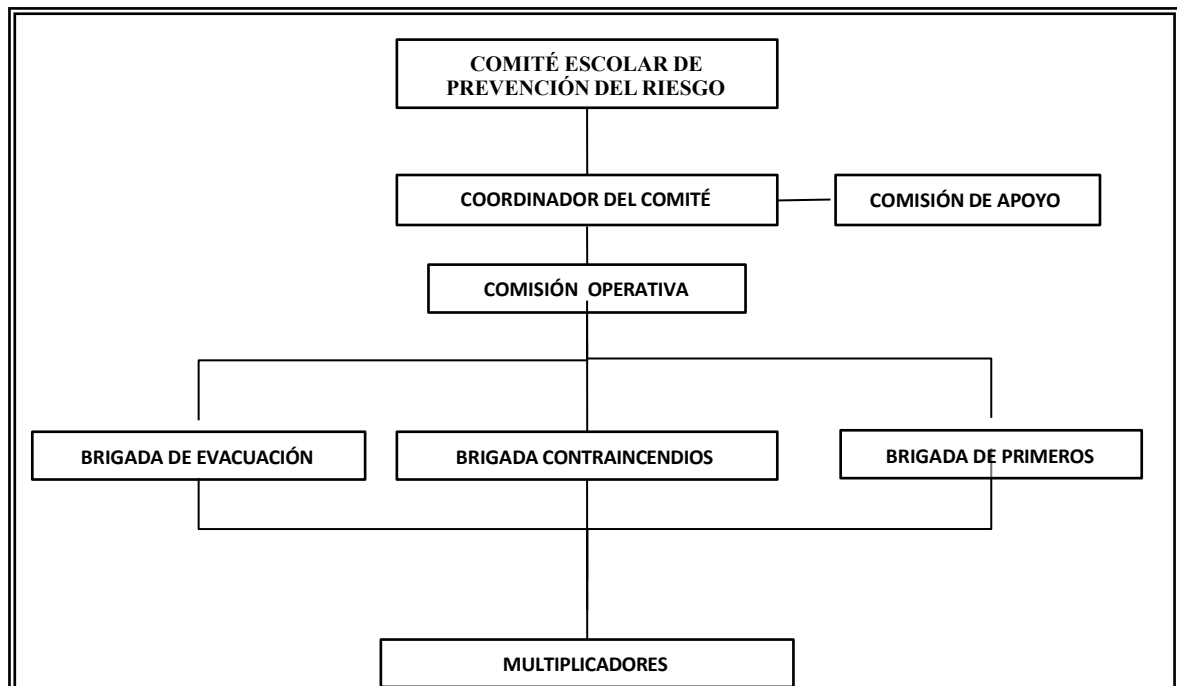 COMITÉ ESCOLAR DE
PREVENCIÓN DEL RIESGO
COORDINADOR DEL COMITÉ
COMISIÓN DE APOYO
COMISIÓN OPERATIVA
BRIGADA DE EVACUACIÓN
BRIGADA CONTRAINCENDIOS
BRIGADA DE PRIMEROS
MULTIPLICADORES